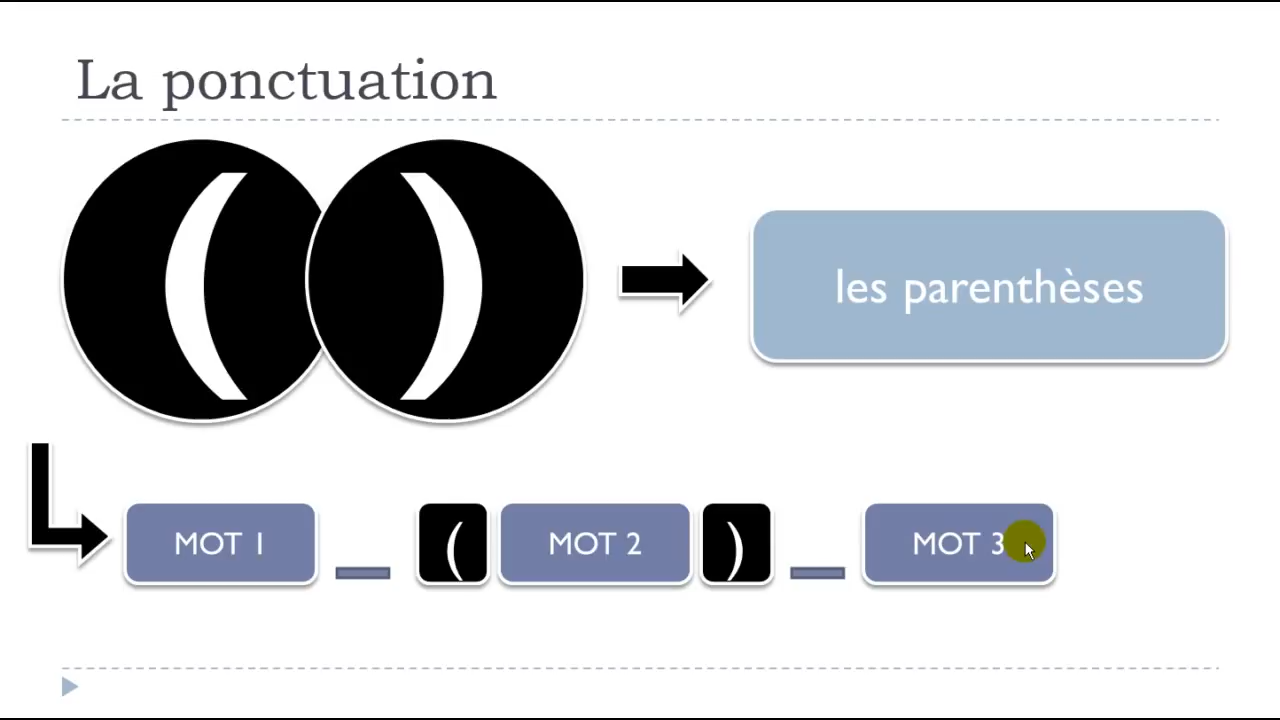 La ponctuation
( )
les parenthèses
MOT 1 _ ( MOT 2 ) _ MOT 3